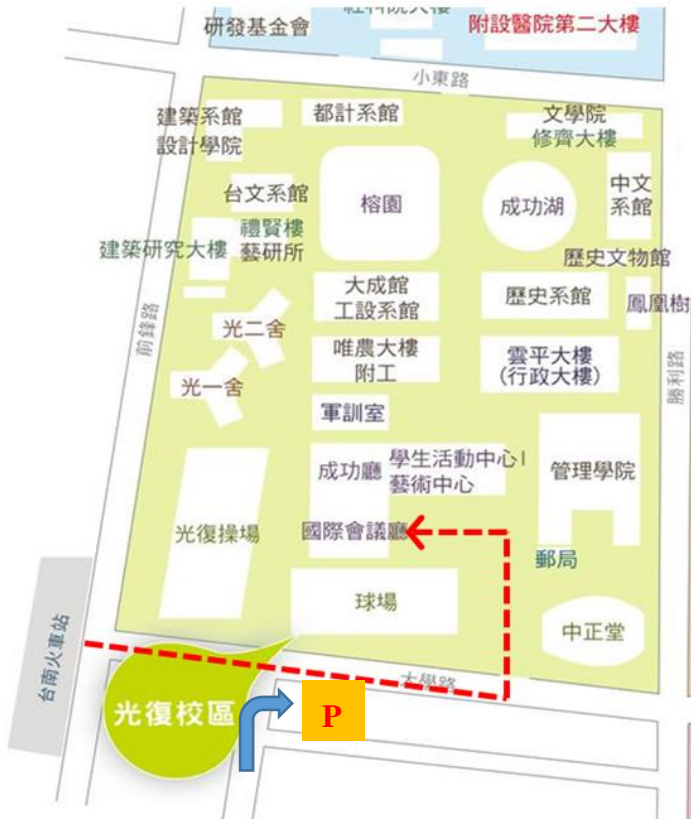 研發基金會
社科院大樓
附設醫院第二大樓
小東路
建築系館
設計學院
都計系館
文學院
修齊大樓
台文系館
榕園
成功湖
中文
系館
禮賢樓
藝研所
建築研究大樓
歷史文物館
大成館
工設系館
歷史系館
鳳凰樹
光二舍
前鋒路
唯農大樓
附工
雲平大樓
(行政大樓)
勝利路
光一舍
軍訓室
成功廳
學生活動中心|
藝術中心
管理學院
光復操場
國際會議廳
郵局
球場
中正堂
台南火車站
大學路
光復校區
P